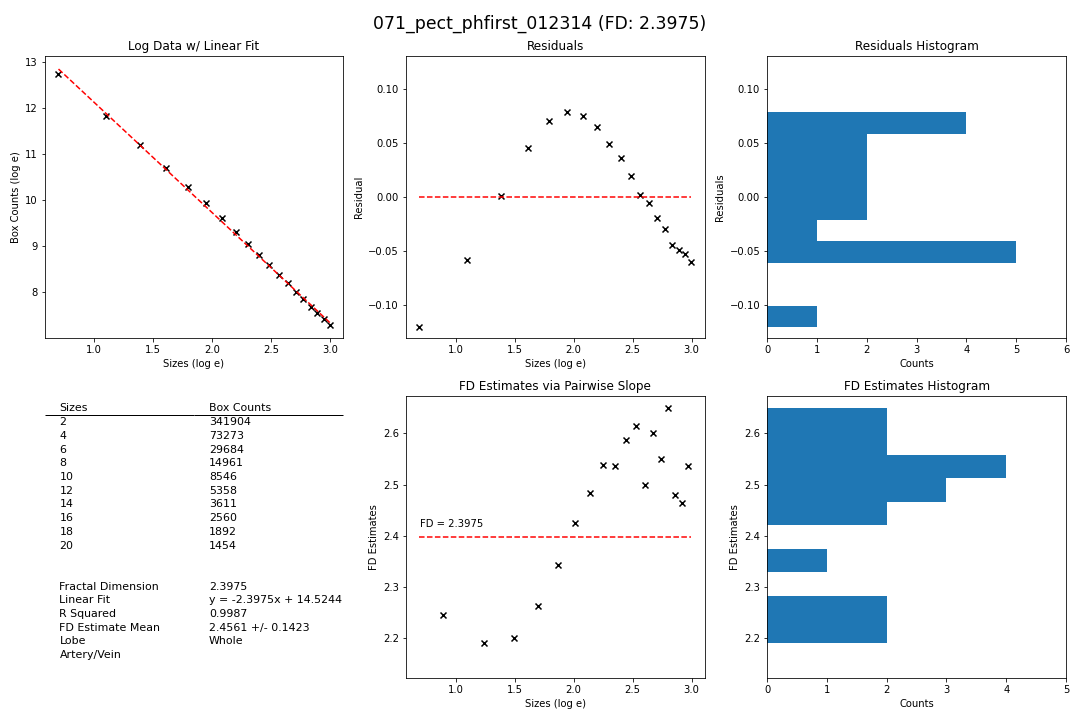 071_pect_phfirst_012314 (FD: 2.3975)
Log Data w/ Linear Fit
13
12
11
10
9
8
Box Counts (log e)
1.0 1.5 2.0 2.5 3.0
Sizes (log e)
Residuals
0.10
0.05
0.00
−0.05
−0.10
Residual
1.0 1.5 2.0 2.5 3.0
Sizes (log e)
Residuals Histogram
0.10
0.05
0.00
−0.05
−0.10
Residuals
0 1 2 3 4 5 6
Counts
Sizes Box Counts
2 341904
4 73273
6 29684
8 14961
10 8546
12 5358
14 3611
16 2560
18 1892
20 1454
Fractal Dimension 2.3975
Linear Fit y = -2.3975x + 14.5244
R Squared 0.9987
FD Estimate Mean 2.4561 +/- 0.1423
Lobe Whole
Artery/Vein
FD Estimates via Pairwise Slope
2.6
2.5
2.4
2.3
2.2
FD Estimates
FD = 2.3975
1.0 1.5 2.0 2.5 3.0
Sizes (log e)
FD Estimates Histogram
2.6
2.5
2.4
2.3
2.2
FD Estimates
0 1 2 3 4 5
Counts